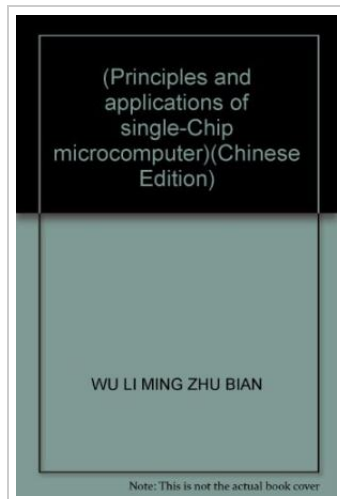 (Principles and
applications of
single-Chip
microcomputer)(Chinese
Edition)
WU LI MING ZHU BIAN
Note: This is not the actual book cover